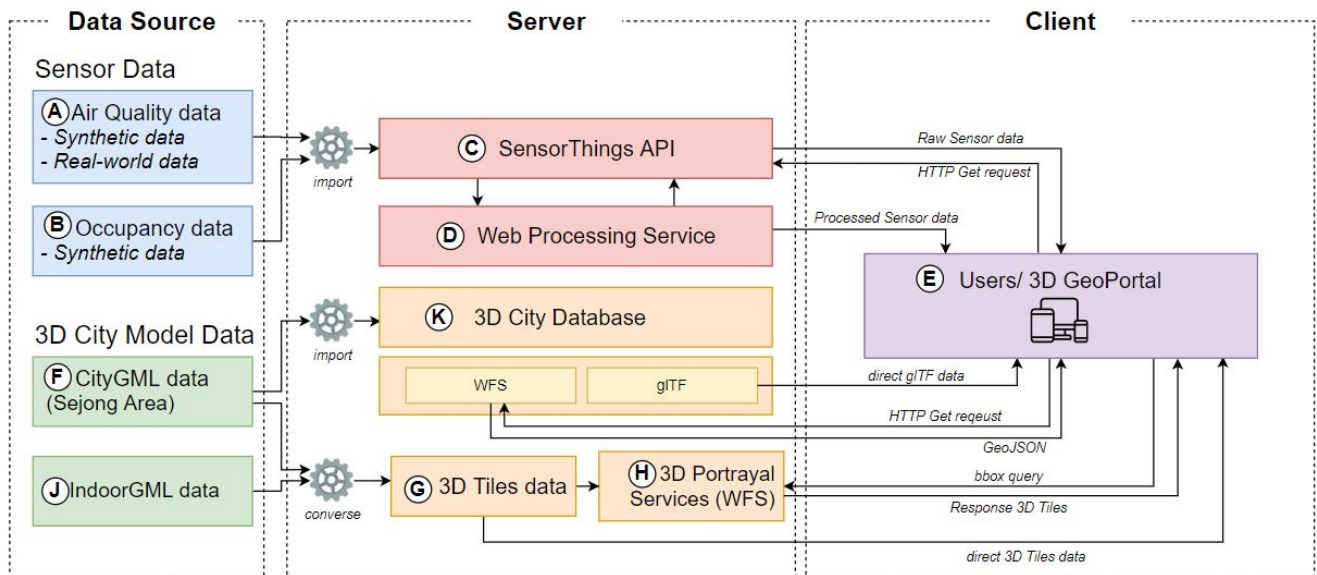 Data Source
Server
Client
Sensor Data
A Air Quality data
- Synthetic data
- Real-world data
import
C SensorThings API
Raw Sensor data
HTTP Get request
B Occupancy data
- Synthetic data
D Web Processing Service
Processed Sensor data
E Users/ 3D GeoPortal
3D City Model Data
import
K 3D City Database
F CityGML data
(Sejong Area)
WFS
glTF
direct glTF data
HTTP Get reqeust
GeoJSON
J IndoorGML data
converse
G 3D Tiles data
H 3D Portrayal
Services (WFS)
bbox query
Response 3D Tiles
direct 3D Tiles data